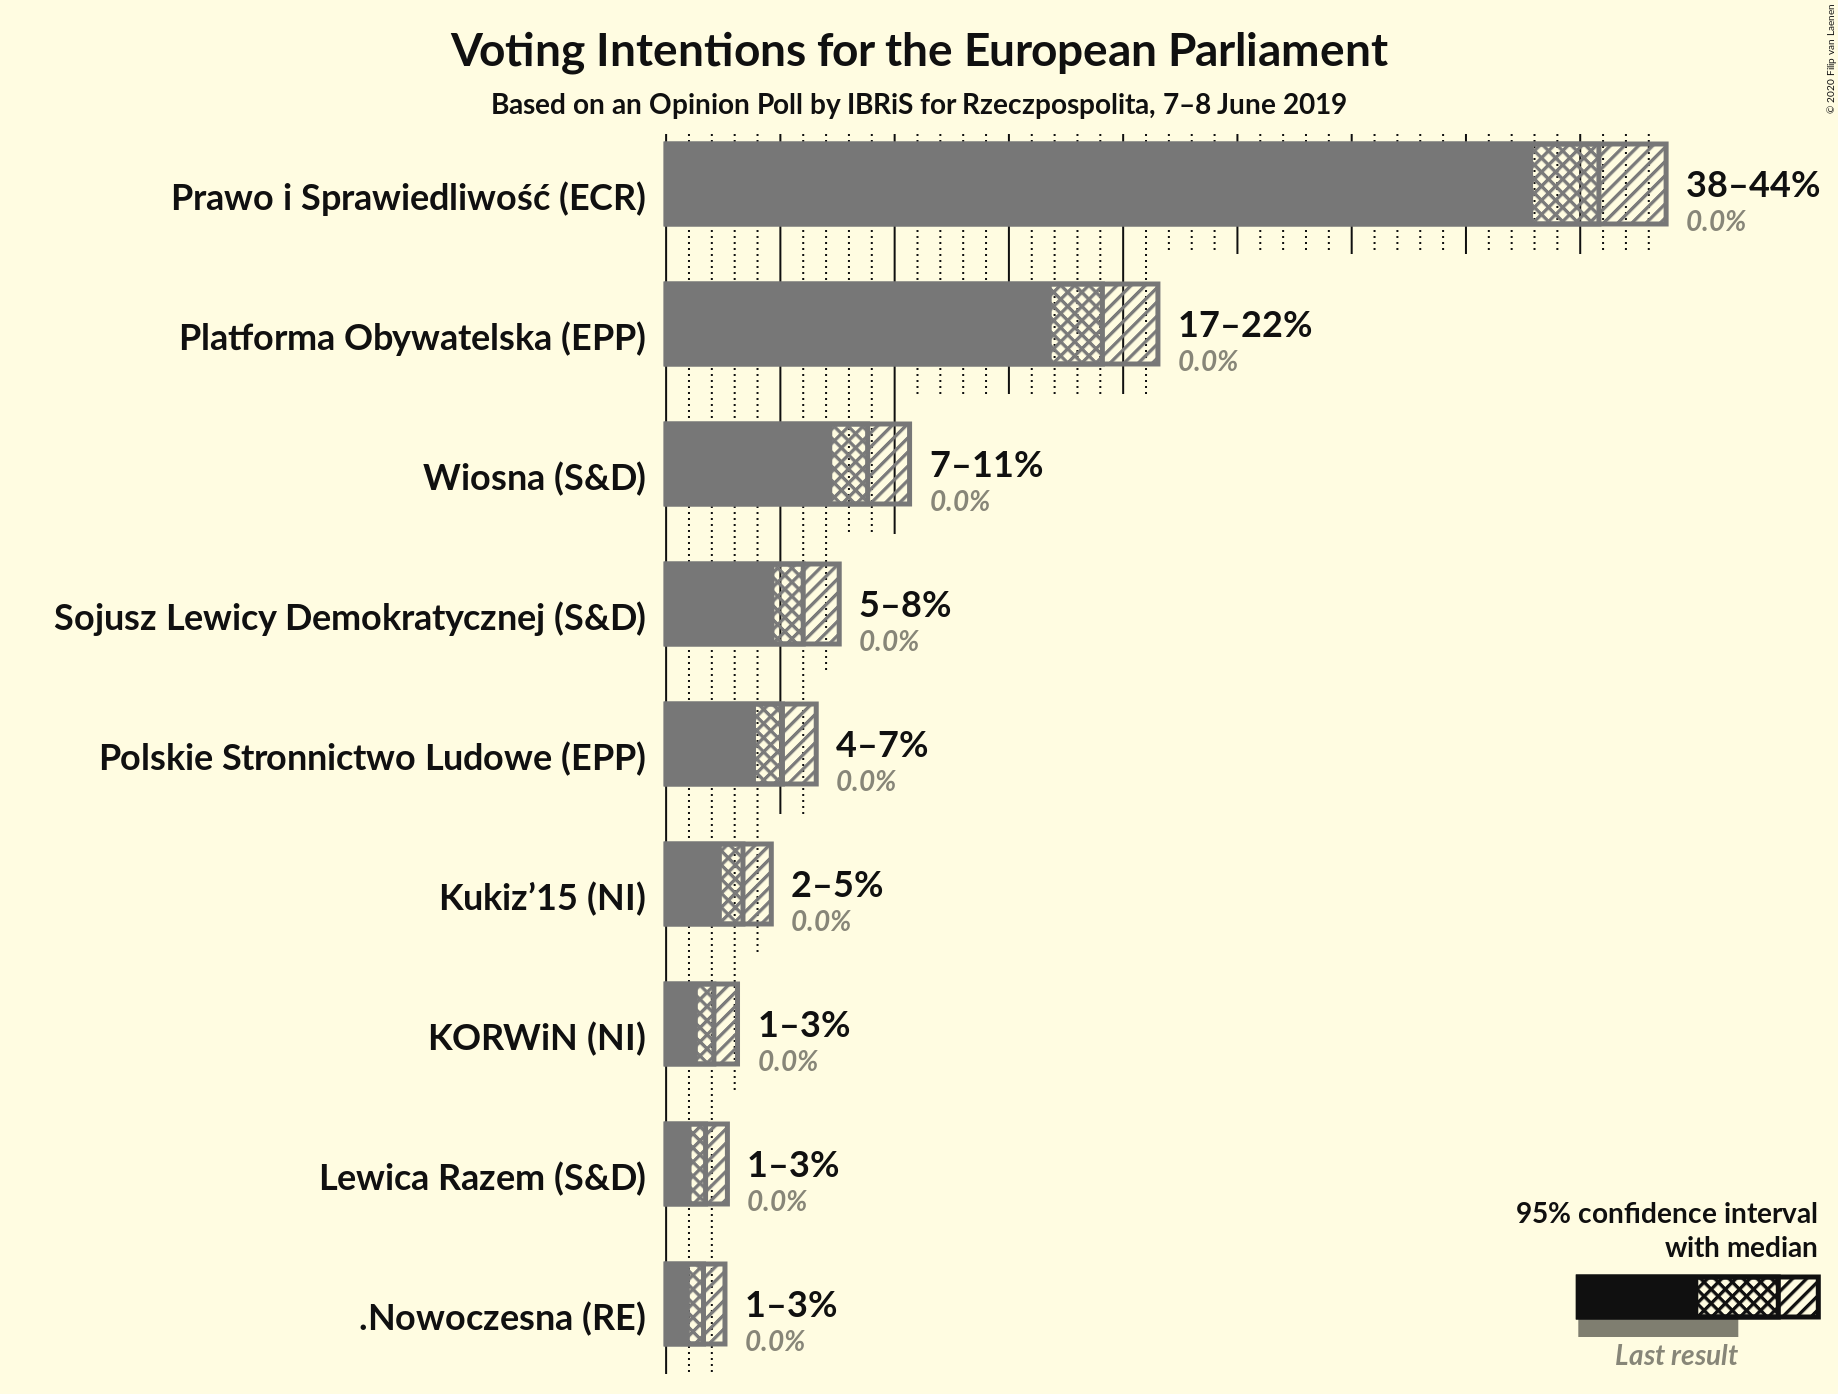 Voting Intentions for the European Parliament
Based on an Opinion Poll by IBRiS for Rzeczpospolita, 7–8 June 2019
© 2020 Filip van Laenen
Prawo i Sprawiedliwość (ECR)
38–44%
0.0%
Platforma Obywatelska (EPP)
17–22%
0.0%
Wiosna (S&D)
7–11%
0.0%
Sojusz Lewicy Demokratycznej (S&D)
5–8%
0.0%
Polskie Stronnictwo Ludowe (EPP)
4–7%
0.0%
Kukiz’15 (NI)
2–5%
0.0%
KORWiN (NI)
1–3%
0.0%
Lewica Razem (S&D)
1–3%
0.0%
.Nowoczesna (RE)
1–3%
0.0%
95% confidence interval
with median
Last result